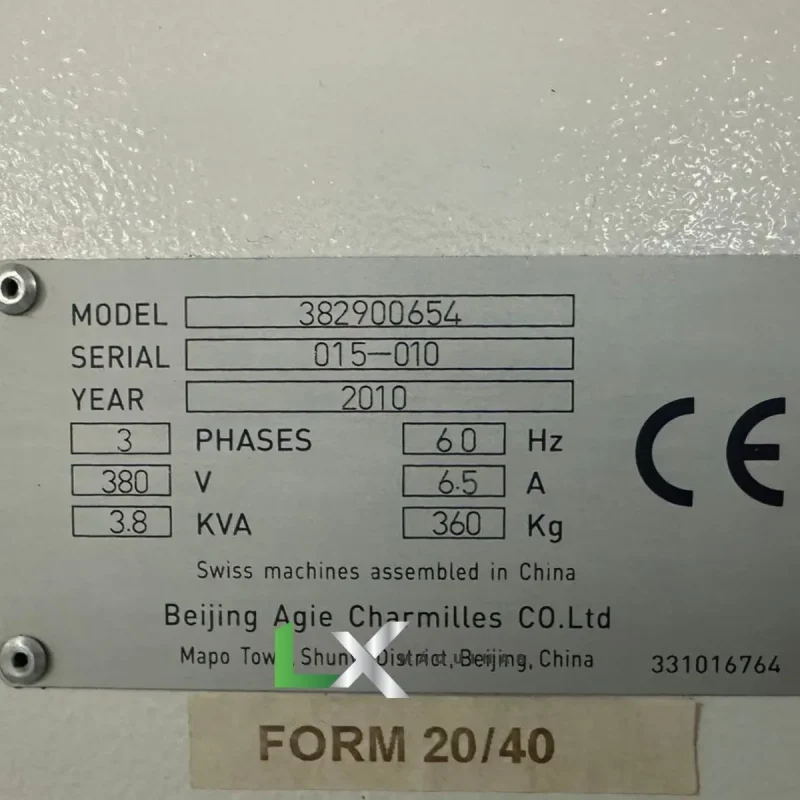 MODEL 382900654
SERIAL 015-010
YEAR 2010
3 PHASES 60 Hz
380 V 6.5 A
3.8 KVA 360 Kg
CE
Swiss machines assembled in China
Beijing Agie Charmilles CO.Ltd
Mapo District, Beijing, China 331016764
LX
FORM 20/40